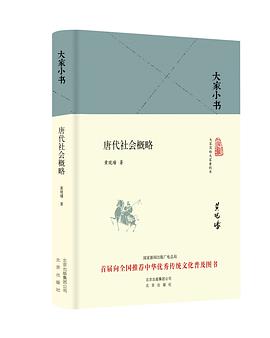 大家小书
唐代社会概略
黄现璠
著
北京出版集团公司
北京出版社
大家小书
唐代社会概略
黄现璠 著
黄现璠
国家新闻出版广电总局
首届向全国推荐中华优秀传统文化普及图书
北京出版集团公司
北京出版社